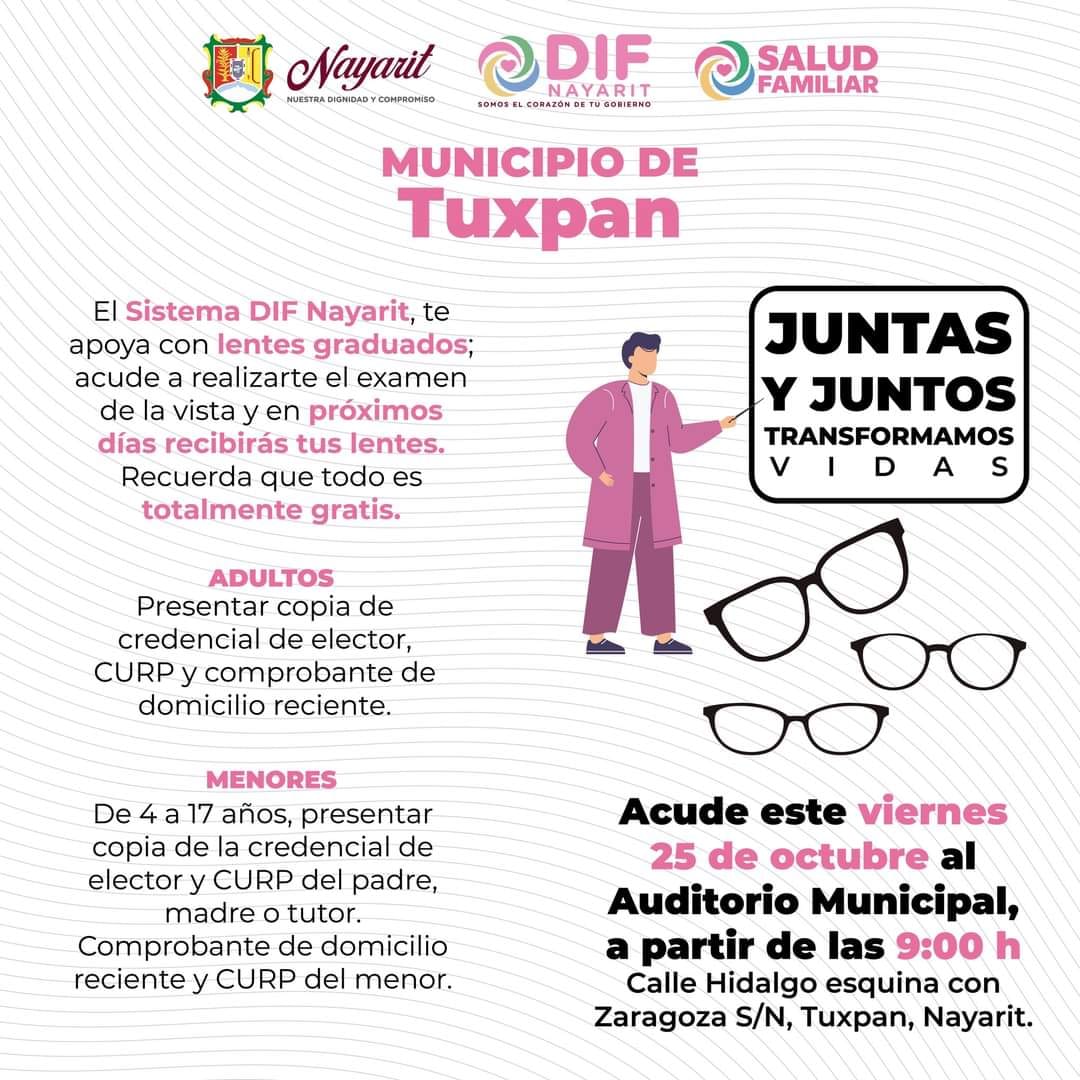 Nayarit
NUESTRA DIGNIDAD Y COMPROMISO
DIF
NAYARIT
SOMOS EL CORAZÓN DE TU GOBIERNO
SALUD
FAMILIAR
MUNICIPIO DE
Tuxpan
El Sistema DIF Nayarit, te
apoya con lentes graduados;
acude a realizarte el examen
de la vista y en próximos
días recibirás tus lentes.
Recuerda que todo es
totalmente gratis.
ADULTOS
Presentar copia de
credencial de elector,
CURP y comprobante de
domicilio reciente.
MENORES
De 4 a 17 años, presentar
copia de la credencial de
elector y CURP del padre,
madre o tutor.
Comprobante de domicilio
reciente y CURP del menor.
JUNTAS
Y JUNTOS
TRANSFORMAMOS
VIDAS
Acude este viernes
25 de octubre al
Auditorio Municipal,
a partir de las 9:00 h
Calle Hidalgo esquina con
Zaragoza S/N, Tuxpan, Nayarit.